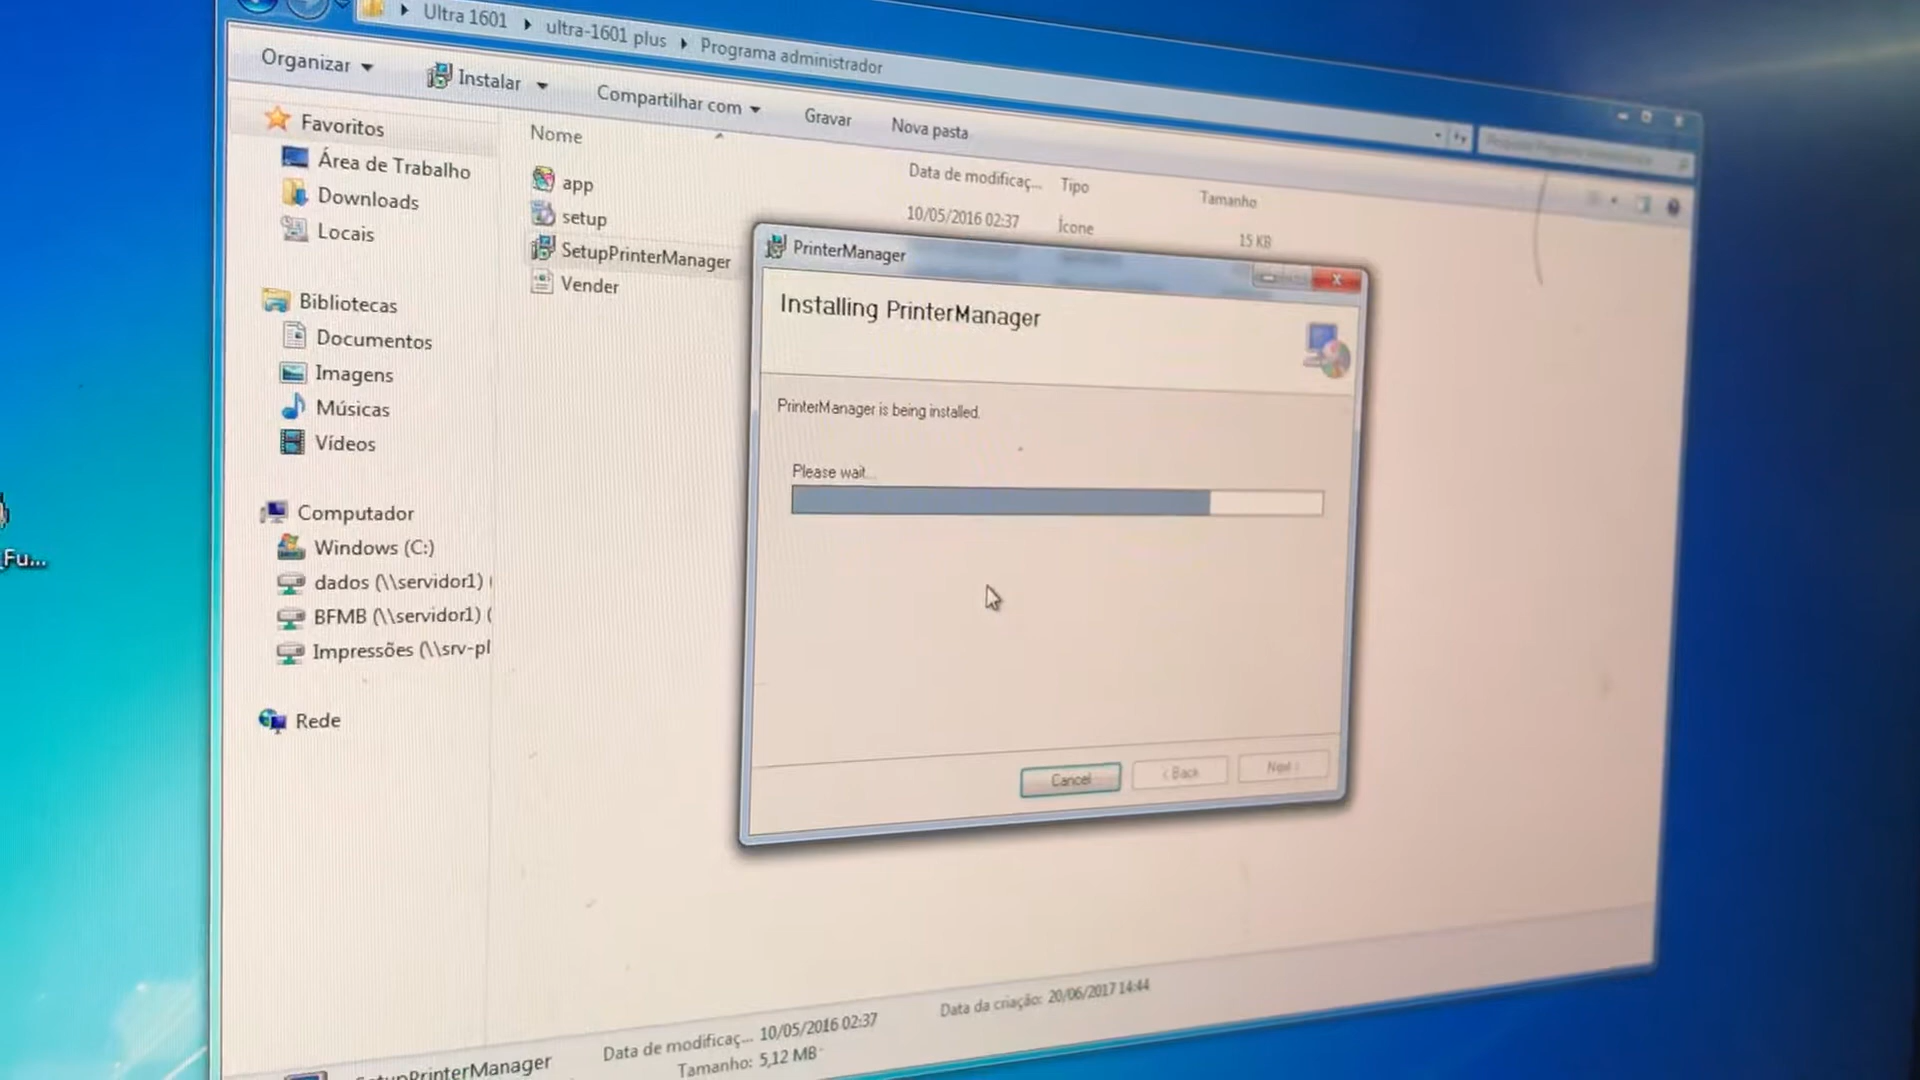 Ultra 1601 ▸ ultra-1601 plus ▸ Programa administrador
Organizar
Instalar
Compartilhar com
Gravar
Nova pasta
Nome
Data de modificaç...
Tipo
Tamanho
Favoritos
Área de Trabalho
Downloads
Locais
Bibliotecas
Documentos
Imagens
Músicas
Vídeos
Computador
Windows (C:)
dados (\\servidor1) (
BFMB (\\servidor1) (
Impressões (\\srv-pl
Rede
app
10/05/2016 02:37
Ícone
15 KB
setup
SetupPrinterManager
Vender
PrinterManager
Installing PrinterManager
PrinterManager is being installed.
Please wait...
Cancel
< Back
Next >
_Fu...
SetupPrinterManager
Data de modificaç... 10/05/2016 02:37
Tamanho: 5,12 MB
Data da criação: 20/06/2017 14:44